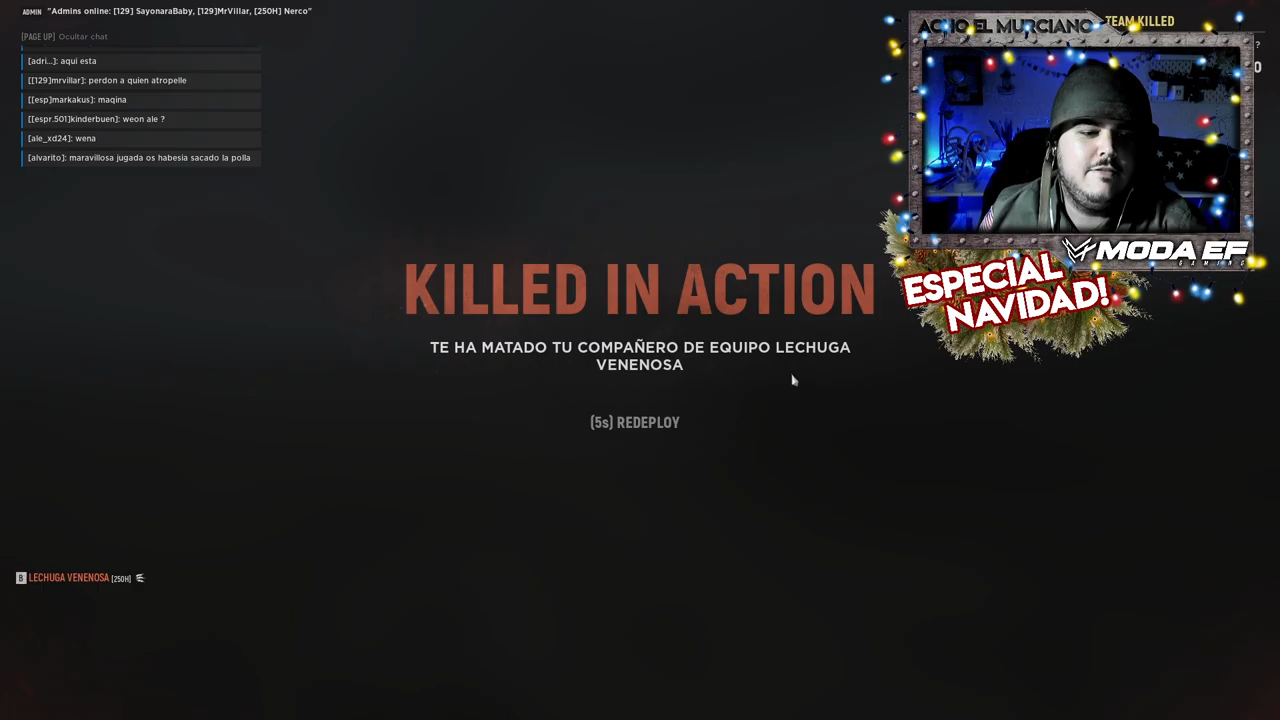 ADMIN "Admins online: [129] SayonaraBaby, [129]MrVillar, [250H] Nerco"
[PAGE UP] Ocultar chat
[adri...]: aqui esta
[[129]mrvillar]: perdon a quien atropelle
[[esp]markakus]: maqina
[[espr.501]kinderbuen]: weon ale ?
[ale_xd24]: wena
[alvarito]: maravillosa jugada os habesia sacado la polla
ACHO EL MURCIANO
TEAM KILLED
?
0
MODA EF
GAMING
ESPECIAL
NAVIDAD!
KILLED IN ACTION
TE HA MATADO TU COMPAÑERO DE EQUIPO LECHUGA
VENENOSA
(5s) REDEPLOY
B LECHUGA VENENOSA [250H]